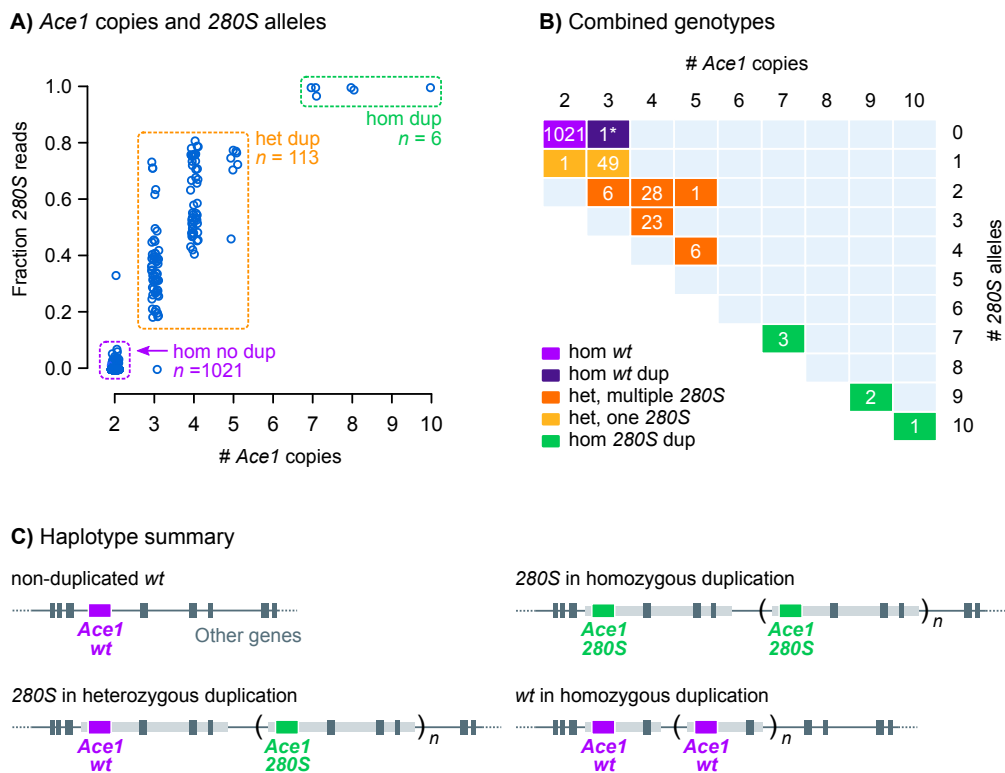 A) Ace1 copies and 280S alleles
Fraction 280S reads
1.0
0.8
0.6
0.4
0.2
0.0
hom dup
n = 6
het dup
n = 113
hom no dup
n =1021
2 3 4 5 6 7 8 9 10
# Ace1 copies
B) Combined genotypes
# Ace1 copies
2 3 4 5 6 7 8 9 10
1021 1* 0
1 49 1
6 28 1 2
23 3
6 4
5
6
3 7
8
2 9
1 10
# 280S alleles
hom wt
hom wt dup
het, multiple 280S
het, one 280S
hom 280S dup
C) Haplotype summary
non-duplicated wt
Ace1
wt
Other genes
280S in homozygous duplication
( ) n
Ace1
280S
Ace1
280S
280S in heterozygous duplication
( ) n
Ace1
wt
Ace1
280S
wt in homozygous duplication
( ) n
Ace1
wt
Ace1
wt